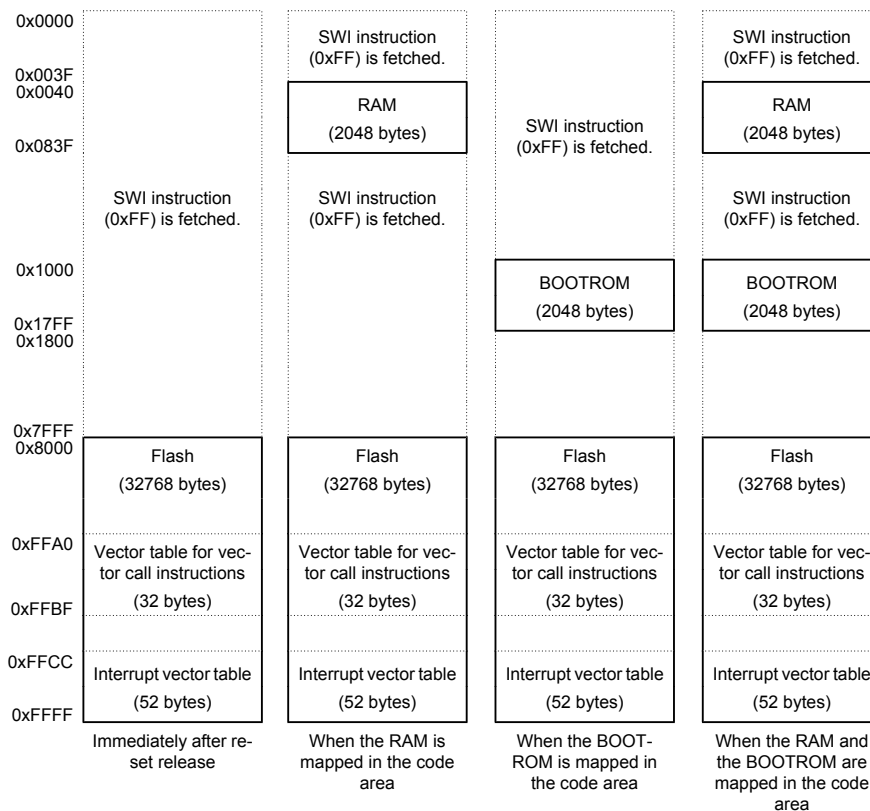 0x0000
0x003F
0x0040
0x083F
0x1000
0x17FF
0x1800
0x7FFF
0x8000
0xFFA0
0xFFBF
0xFFCC
0xFFFF
SWI instruction
(0xFF) is fetched.
Flash
(32768 bytes)
Vector table for vec-
tor call instructions
(32 bytes)
Interrupt vector table
(52 bytes)
Immediately after re-
set release
SWI instruction
(0xFF) is fetched.
RAM
(2048 bytes)
SWI instruction
(0xFF) is fetched.
Flash
(32768 bytes)
Vector table for vec-
tor call instructions
(32 bytes)
Interrupt vector table
(52 bytes)
When the RAM is
mapped in the code
area
SWI instruction
(0xFF) is fetched.
BOOTROM
(2048 bytes)
Flash
(32768 bytes)
Vector table for vec-
tor call instructions
(32 bytes)
Interrupt vector table
(52 bytes)
When the BOOT-
ROM is mapped in
the code area
SWI instruction
(0xFF) is fetched.
RAM
(2048 bytes)
SWI instruction
(0xFF) is fetched.
BOOTROM
(2048 bytes)
Flash
(32768 bytes)
Vector table for vec-
tor call instructions
(32 bytes)
Interrupt vector table
(52 bytes)
When the RAM and
the BOOTROM are
mapped in the code
area